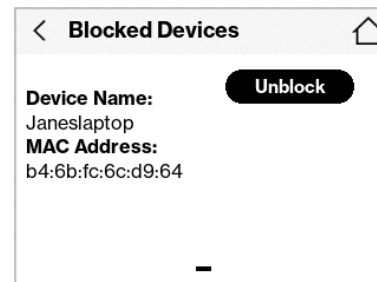 Blocked Devices
Unblock
Device Name:
Janeslaptop
MAC Address:
b4:6b:fc:6c:d9:64